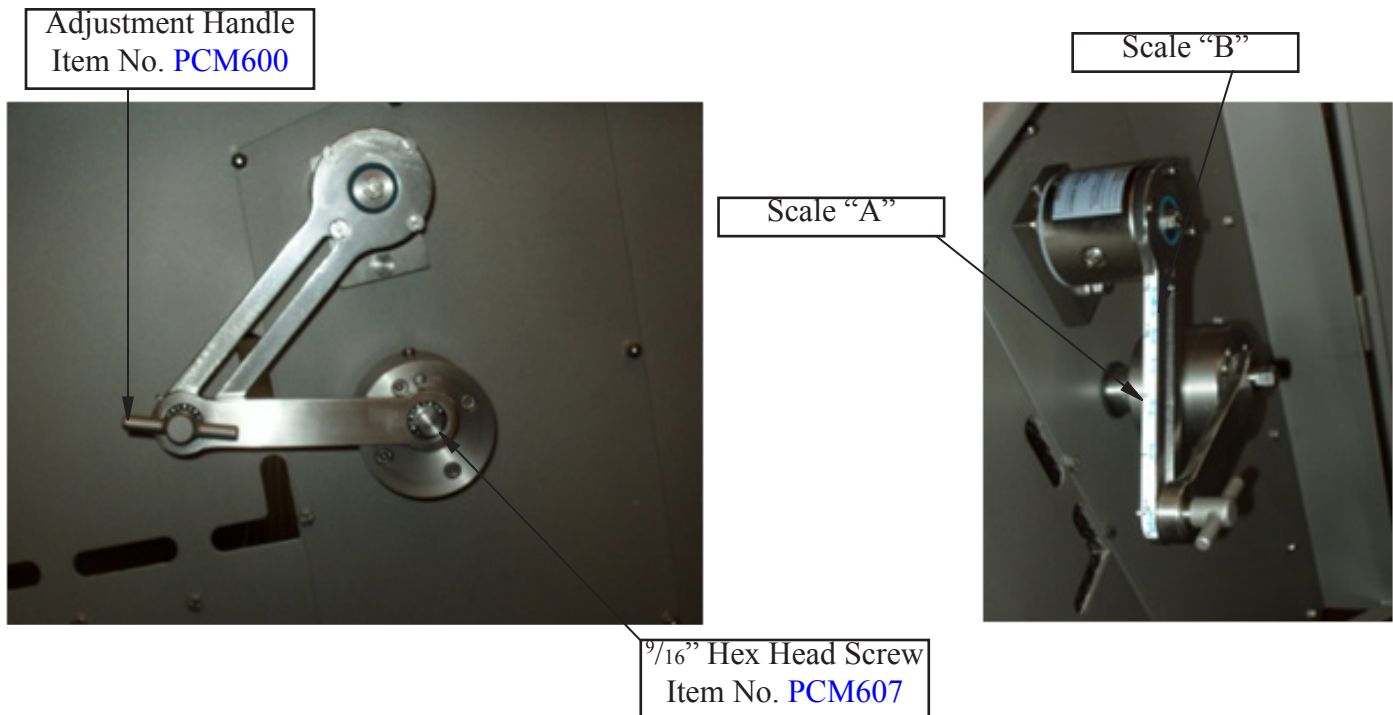 Adjustment Handle
Item No. PCM600
Scale “B”
Scale “A”
9/16” Hex Head Screw
Item No. PCM607